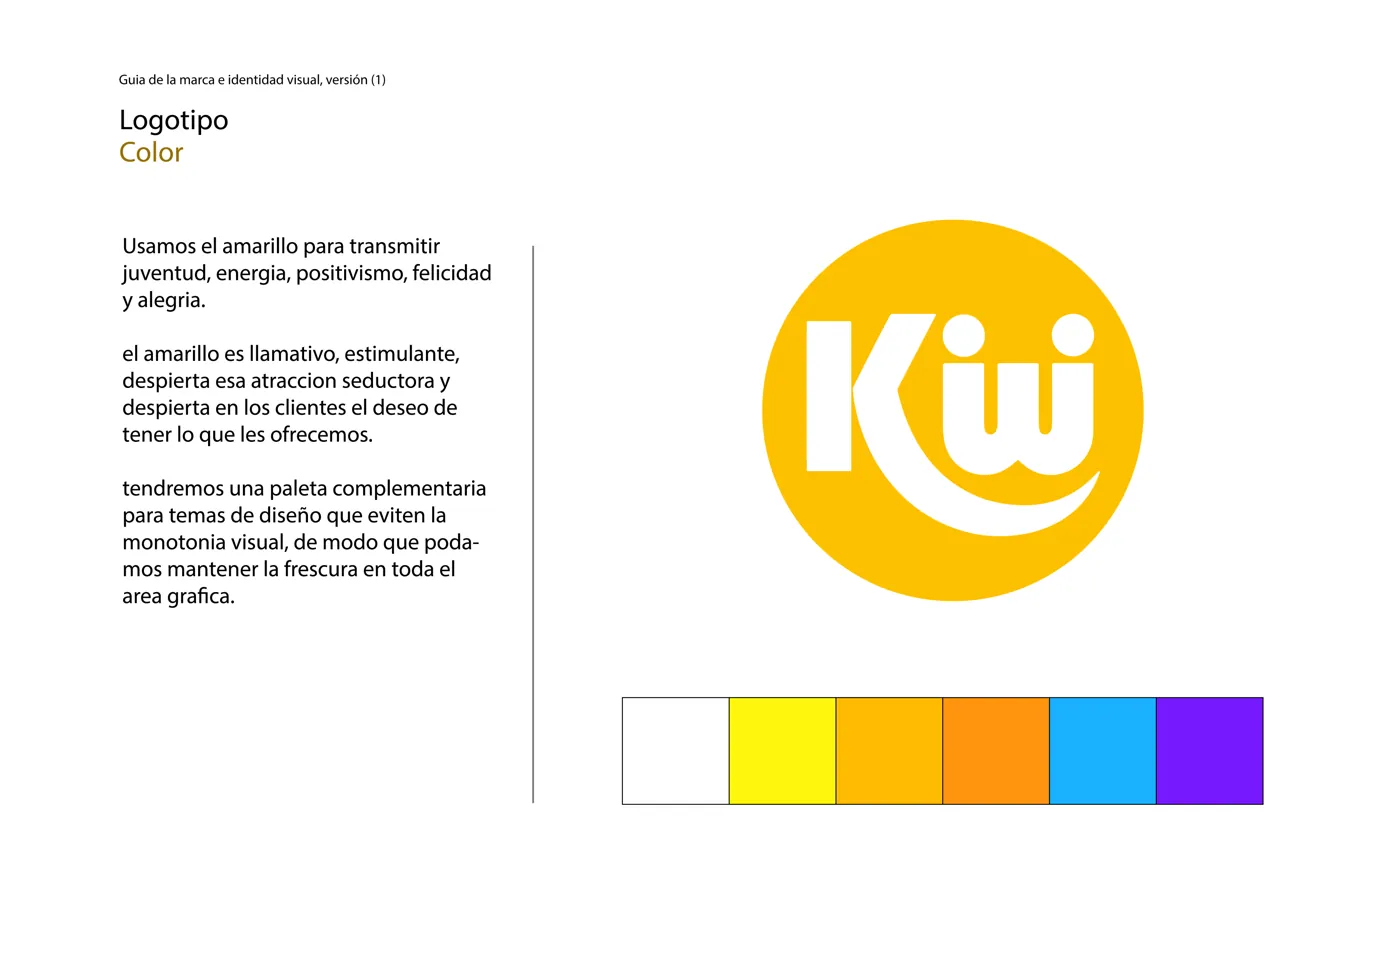 Guia de la marca e identidad visual, versión (1)
Logotipo
Color
Usamos el amarillo para transmitir
juventud, energia, positivismo, felicidad
y alegria.
el amarillo es llamativo, estimulante,
despierta esa atraccion seductora y
despierta en los clientes el deseo de
tener lo que les ofrecemos.
tendremos una paleta complementaria
para temas de diseño que eviten la
monotonia visual, de modo que poda-
mos mantener la frescura en toda el
area grafica.
Kiwi